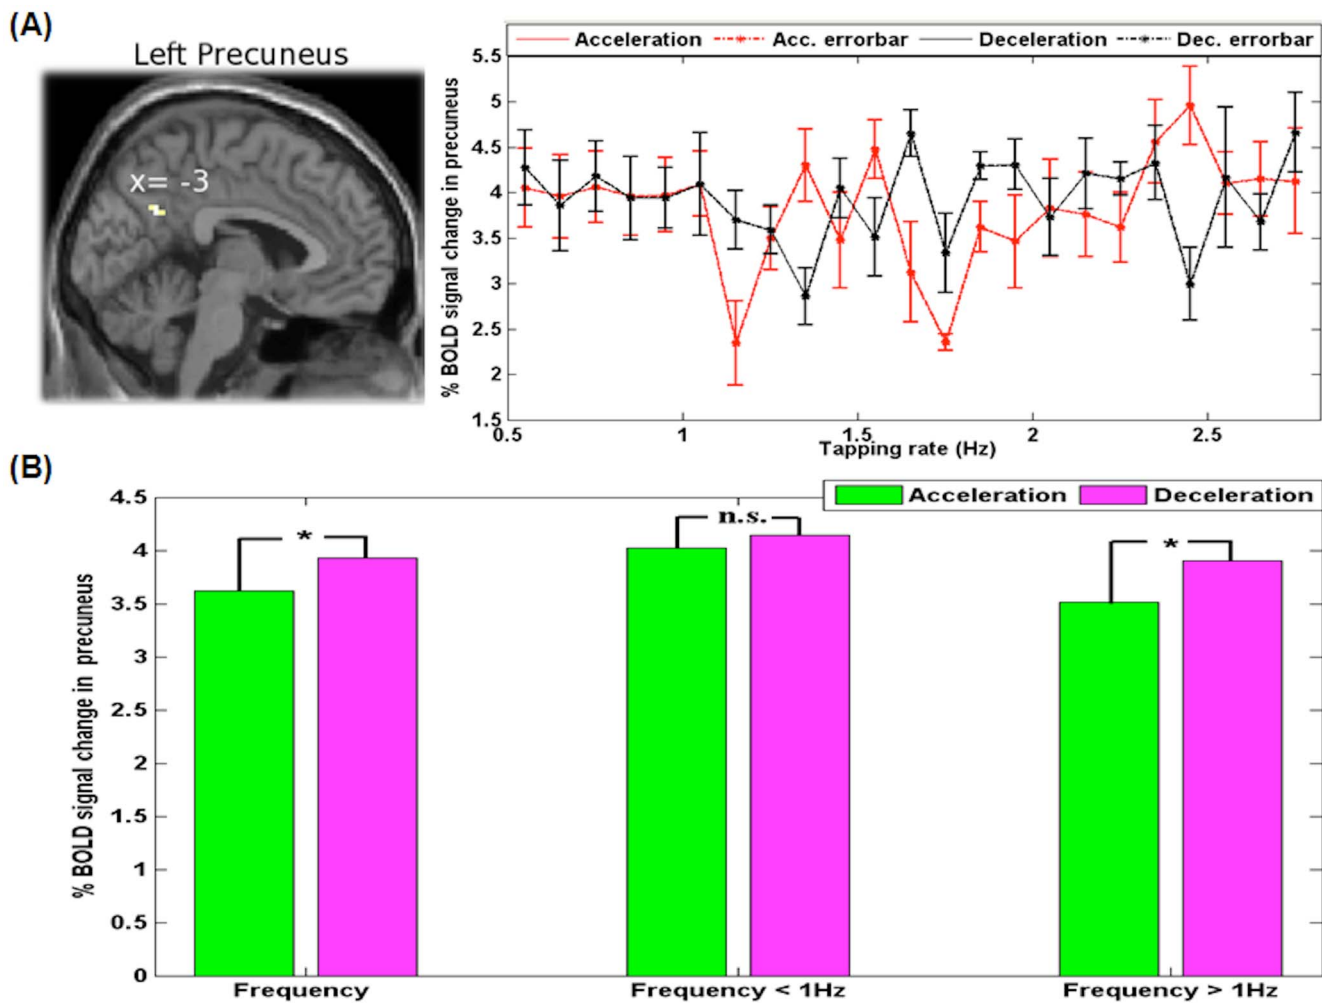 (A)
Left Precuneus
x= -3
Acceleration Acc. errorbar Deceleration Dec. errorbar
% BOLD signal change in precuneus
5.5
5
4.5
4
3.5
3
2.5
2
1.5
0.5 1 1.5 2 2.5
Tapping rate (Hz)
(B)
Acceleration Deceleration
% BOLD signal change in precuneus
4.5
4
3.5
3
2.5
2
1.5
1
0.5
0
* n.s. *
Frequency Frequency < 1Hz Frequency > 1Hz